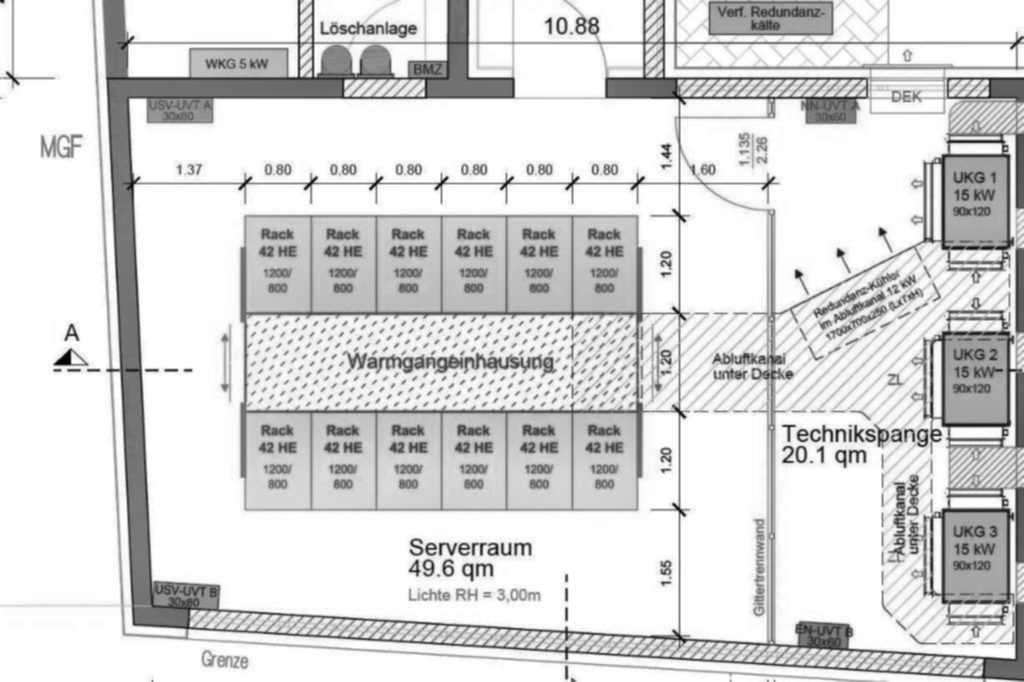 Löschanlage
10.88
Verf. Redundanz-
kälte
WKG 5 kW
BMZ
DEK
USV-UVT A
30x60
NN-UVT A
30x60
MGF
1.37
0.80
0.80
0.80
0.80
0.80
0.80
1.60
1.44
1.135
2.26
UKG 1
15 kW
90x120
Rack
42 HE
1200/
800
Rack
42 HE
1200/
800
Rack
42 HE
1200/
800
Rack
42 HE
1200/
800
Rack
42 HE
1200/
800
Rack
42 HE
1200/
800
1.20
Redundanz-Kühler
im Abluftkanal 12 kW
1700x700x250 (LxTxH)
A
Warmgangeinhausung
1.20
Abluftkanal
unter Decke
ZL
UKG 2
15 kW
90x120
Rack
42 HE
1200/
800
Rack
42 HE
1200/
800
Rack
42 HE
1200/
800
Rack
42 HE
1200/
800
Rack
42 HE
1200/
800
Rack
42 HE
1200/
800
1.20
Technikspange
20.1 qm
Abluftkanal
unter Decke
UKG 3
15 kW
90x120
Serverraum
49.6 qm
Lichte RH = 3,00m
1.55
Gittertrennwand
USV-UVT B
30x60
EN-UVT B
30x60
Grenze